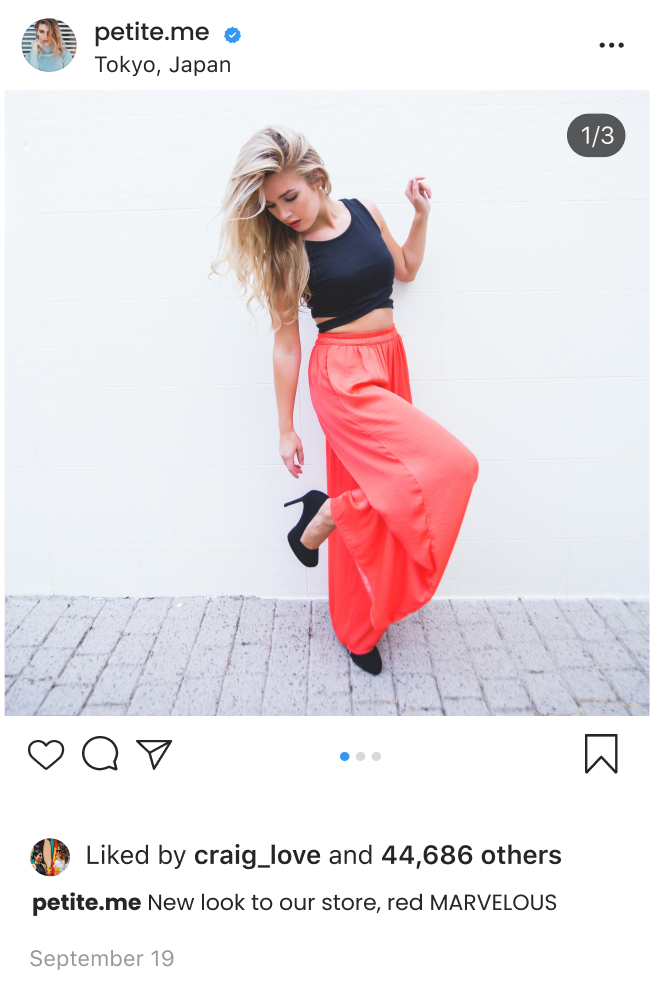 petite.me
Tokyo, Japan
1/3
Liked by craig_love and 44,686 others
petite.me New look to our store, red MARVELOUS
September 19